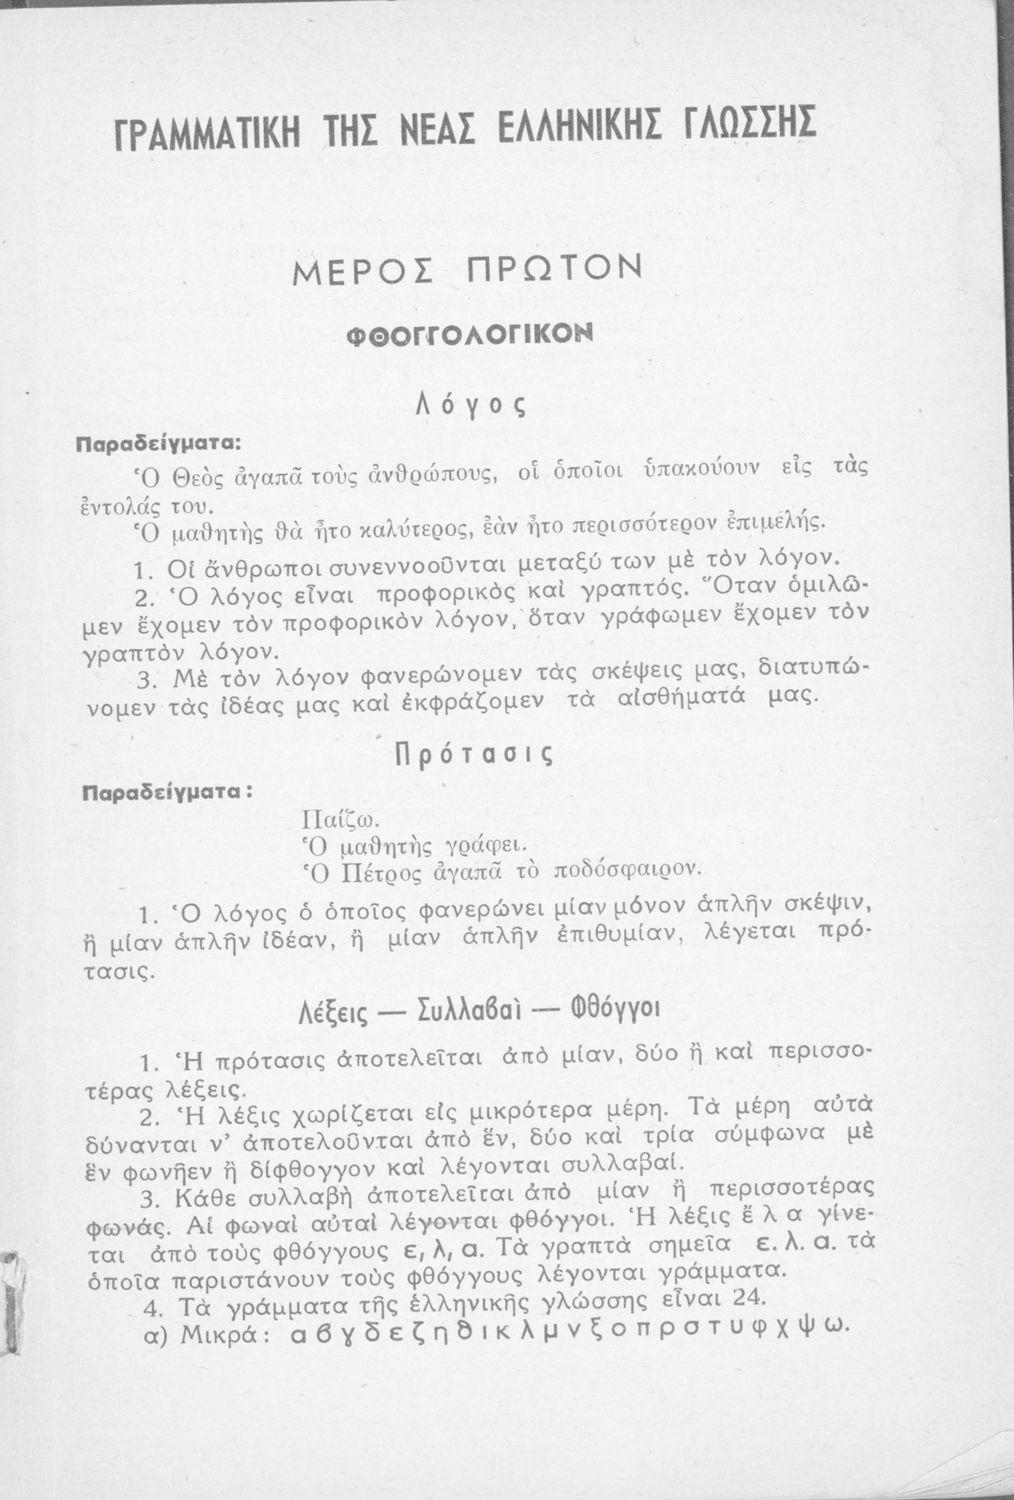 ΓΡΑΜΜΑΤΙΚΗ ΤΗΣ ΝΕΑΣ ΕΛΛΗΝΙΚΗΣ ΓΛΩΣΣΗΣ
ΜΕΡΟΣ ΠΡΩΤΟΝ
ΦΘΟΓΓΟΛΟΓΙΚΟΝ
Λόγος
Παραδείγματα:
Ὁ Θεὸς ἀγαπᾶ τοὺς ἀνθρώπους, οἱ ὁποῖοι ὑπακούουν εἰς τὰς
ἐντολάς του.
Ὁ μαθητὴς θὰ ἦτο καλύτερος, ἐὰν ἦτο περισσότερον ἐπιμελής.
1. Οἱ ἄνθρωποι συνεννοοῦνται μεταξύ των μὲ τὸν λόγον.
2. Ὁ λόγος εἶναι προφορικὸς καὶ γραπτός. Ὅταν ὁμιλῶ-
μεν ἔχομεν τὸν προφορικὸν λόγον, ὅταν γράφωμεν ἔχομεν τὸν
γραπτὸν λόγον.
3. Μὲ τὸν λόγον φανερώνομεν τὰς σκέψεις μας, διατυπώ-
νομεν τὰς ἰδέας μας καὶ ἐκφράζομεν τὰ αἰσθήματά μας.
Πρότασις
Παραδείγματα:
Παίζω.
Ὁ μαθητὴς γράφει.
Ὁ Πέτρος ἀγαπᾶ τὸ ποδόσφαιρον.
1. Ὁ λόγος ὁ ὁποῖος φανερώνει μίαν μόνον ἁπλῆν σκέψιν,
ἢ μίαν ἁπλῆν ἰδέαν, ἢ μίαν ἁπλῆν ἐπιθυμίαν, λέγεται πρό-
τασις.
Λέξεις — Συλλαβαὶ — Φθόγγοι
1. Ἡ πρότασις ἀποτελεῖται ἀπὸ μίαν, δύο ἢ καὶ περισσο-
τέρας λέξεις.
2. Ἡ λέξις χωρίζεται εἰς μικρότερα μέρη. Τὰ μέρη αὐτὰ
δύνανται ν' ἀποτελοῦνται ἀπὸ ἕν, δύο καὶ τρία σύμφωνα μὲ
ἓν φωνῆεν ἢ δίφθογγον καὶ λέγονται συλλαβαί.
3. Κάθε συλλαβὴ ἀποτελεῖται ἀπὸ μίαν ἢ περισσοτέρας
φωνάς. Αἱ φωναὶ αὐταὶ λέγονται φθόγγοι. Ἡ λέξις ἔ λ α γίνε-
ται ἀπὸ τοὺς φθόγγους ε, λ, α. Τὰ γραπτὰ σημεῖα ε. λ. α. τὰ
ὁποῖα παριστάνουν τοὺς φθόγγους λέγονται γράμματα.
4. Τὰ γράμματα τῆς ἑλληνικῆς γλώσσης εἶναι 24.
α) Μικρά: α β γ δ ε ζ η θ ι κ λ μ ν ξ ο π ρ σ τ υ φ χ ψ ω.